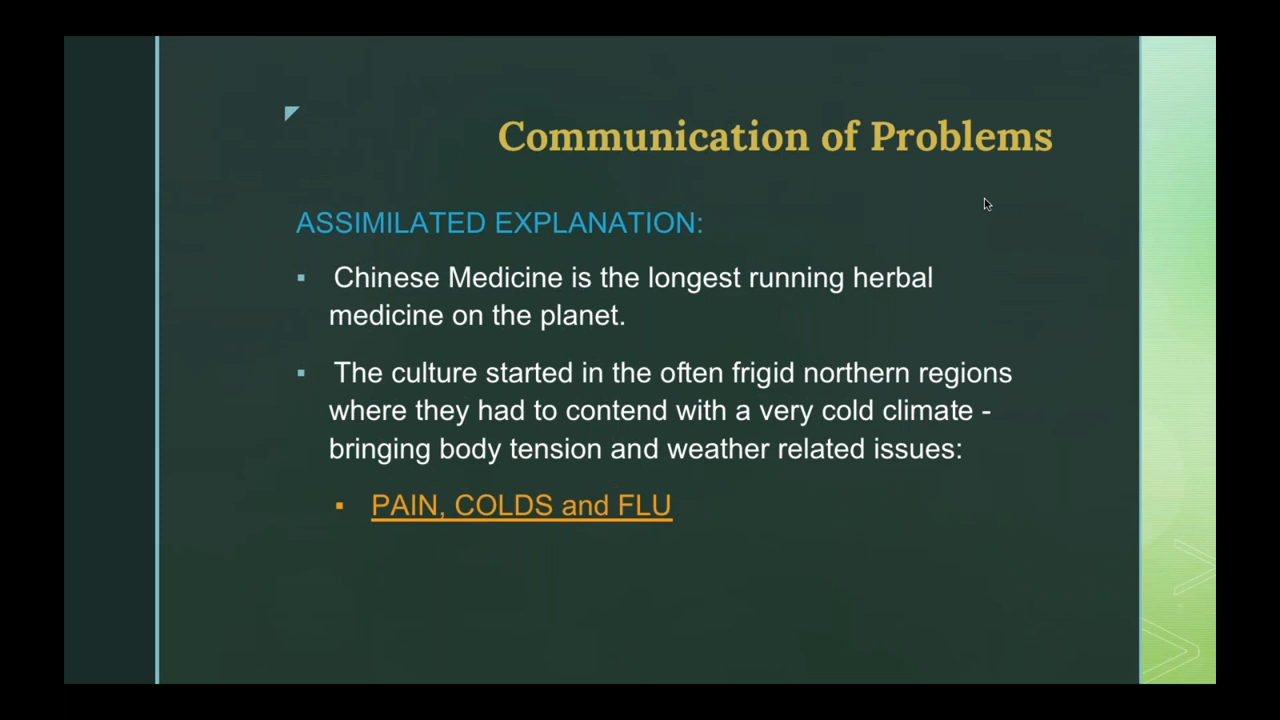 Communication of Problems
ASSIMILATED EXPLANATION:
▪ Chinese Medicine is the longest running herbal
medicine on the planet.
▪ The culture started in the often frigid northern regions
where they had to contend with a very cold climate -
bringing body tension and weather related issues:
▪ PAIN, COLDS and FLU